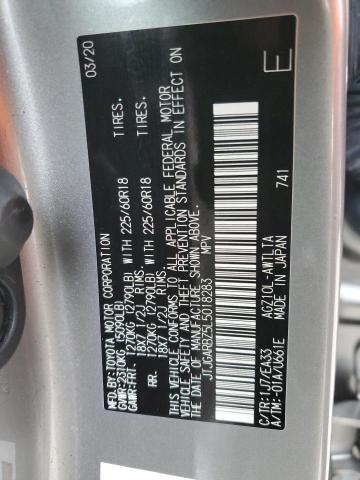 MFD.BY:TOYOTA MOTOR CORPORATION 03/20
GVWR:2310KG (5090LB)
GAWR:FRT. 1270KG (2790LB) WITH 225/60R18 TIRES,
18X7 1/2J RIMS,
RR. 1270KG (2790LB) WITH 225/60R18 TIRES,
18X7 1/2J RIMS,
THIS VEHICLE CONFORMS TO ALL APPLICABLE FEDERAL MOTOR
VEHICLE SAFETY AND THEFT PREVENTION STANDARDS IN EFFECT ON
THE DATE OF MANUFACTURE SHOWN ABOVE.
JTJGARBZ5L5018283 MPV
E
C/TR:1J7/EA33 AGZ10L-AWTLTA
A/TM:-01A/U661E MADE IN JAPAN 741